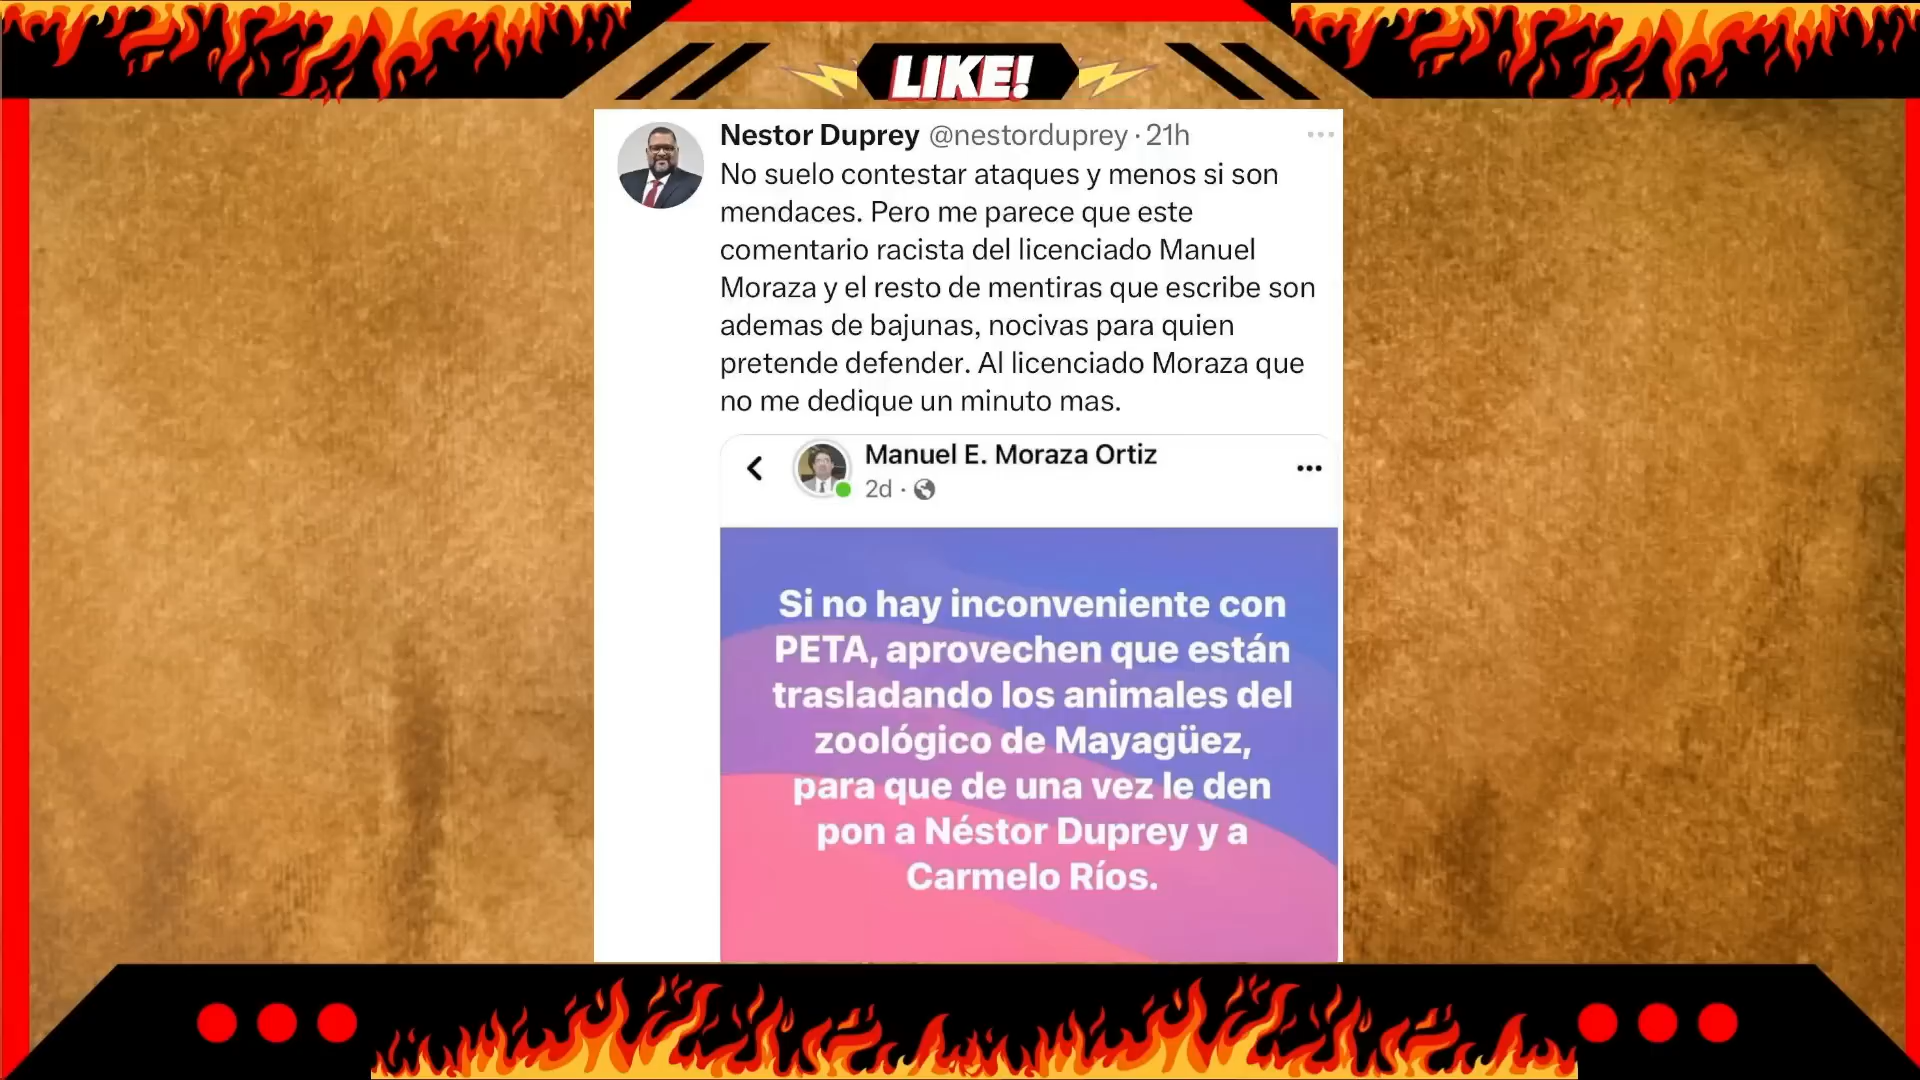 LIKE!
Nestor Duprey @nestorduprey · 21h
No suelo contestar ataques y menos si son
mendaces. Pero me parece que este
comentario racista del licenciado Manuel
Moraza y el resto de mentiras que escribe son
ademas de bajunas, nocivas para quien
pretende defender. Al licenciado Moraza que
no me dedique un minuto mas.
Manuel E. Moraza Ortiz
2d ·
Si no hay inconveniente con
PETA, aprovechen que están
trasladando los animales del
zoológico de Mayagüez,
para que de una vez le den
pon a Néstor Duprey y a
Carmelo Ríos.